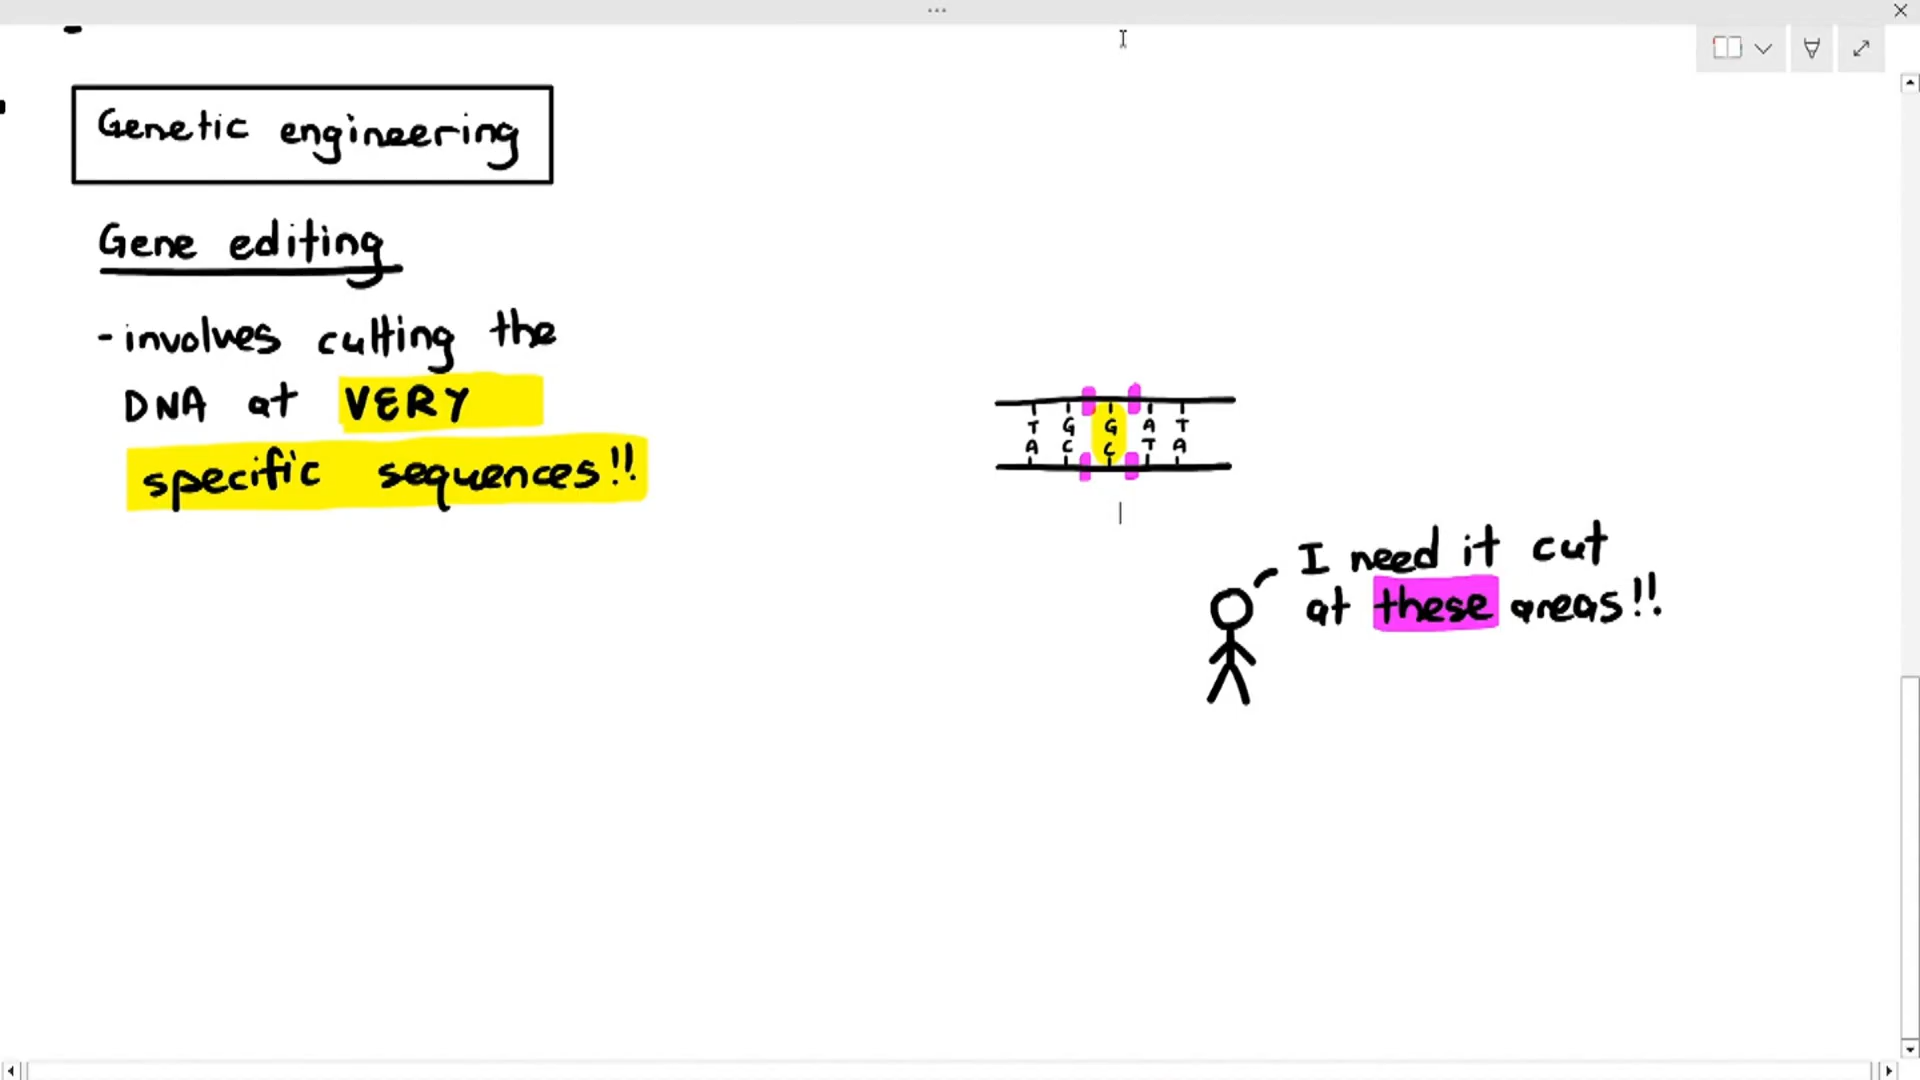 Genetic engineering
Gene editing
- involves cutting the
DNA at VERY
specific sequences!!
T G G A T
A C C T A
I need it cut
at these areas!!